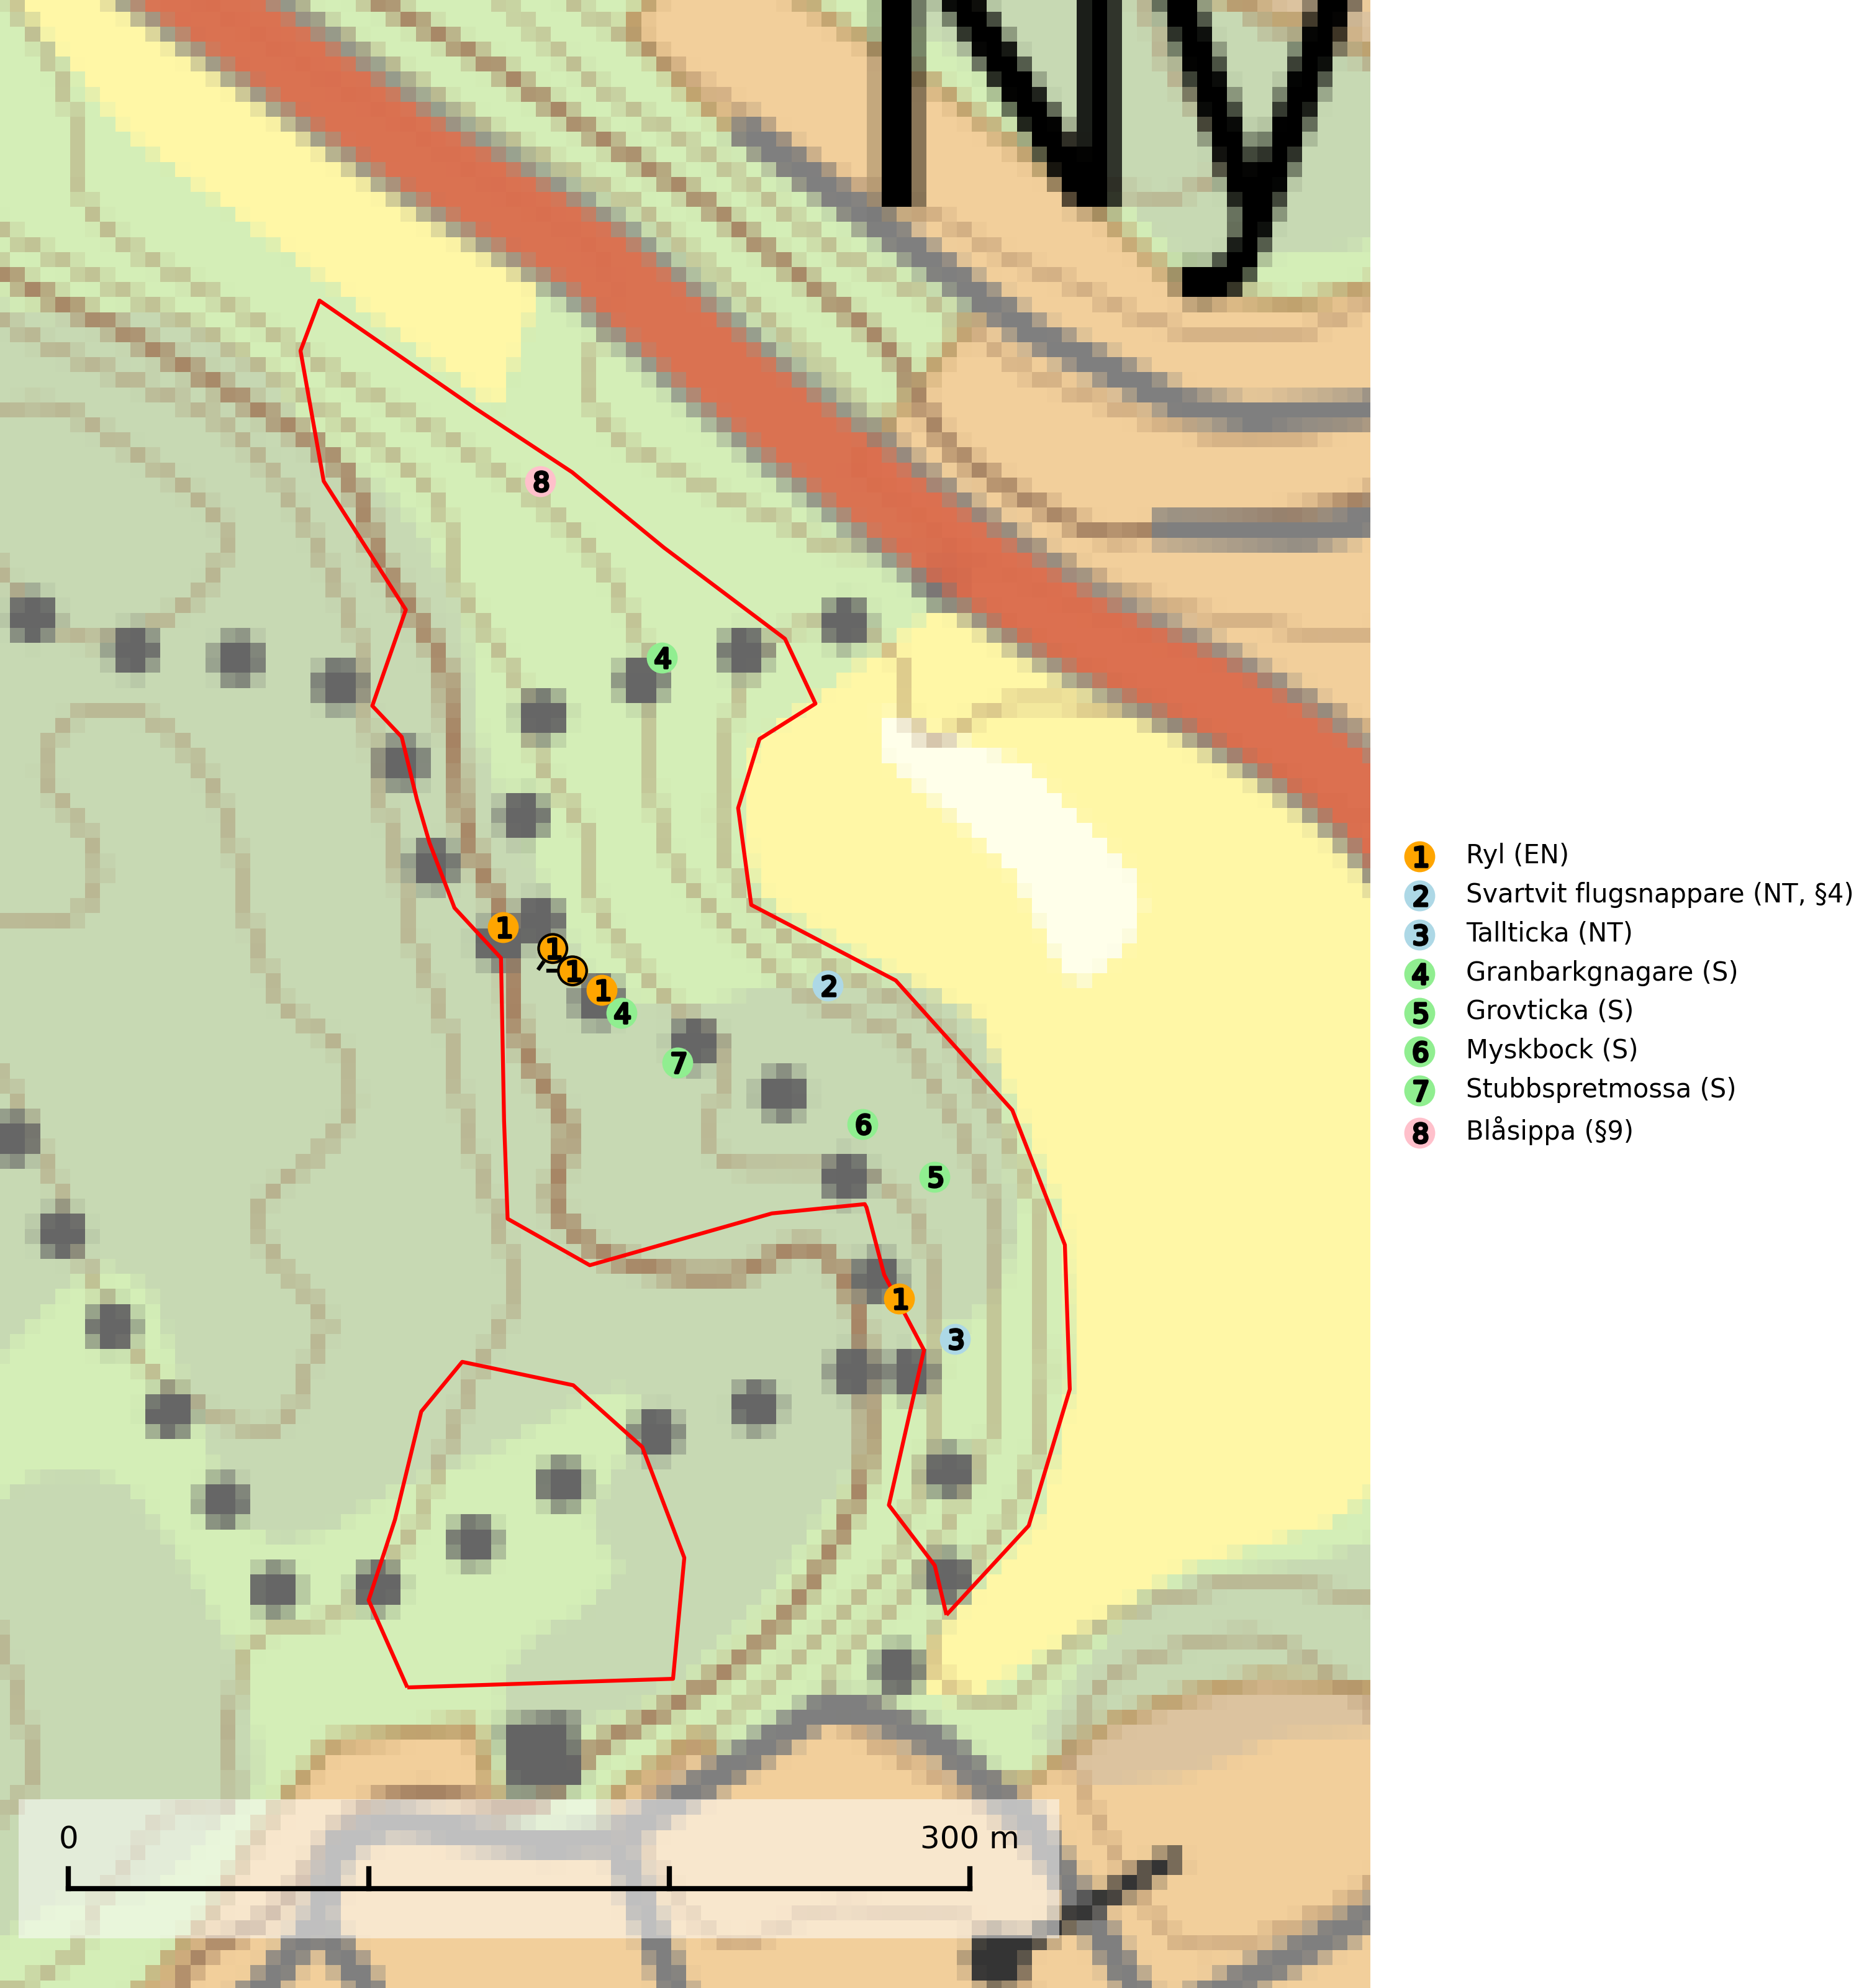 8
4
1
1
1
1
4
2
7
6
5
1
3
1 Ryl (EN)
2 Svartvit flugsnappare (NT, §4)
3 Tallticka (NT)
4 Granbarkgnagare (S)
5 Grovticka (S)
6 Myskbock (S)
7 Stubbspretmossa (S)
8 Blåsippa (§9)
0 300 m